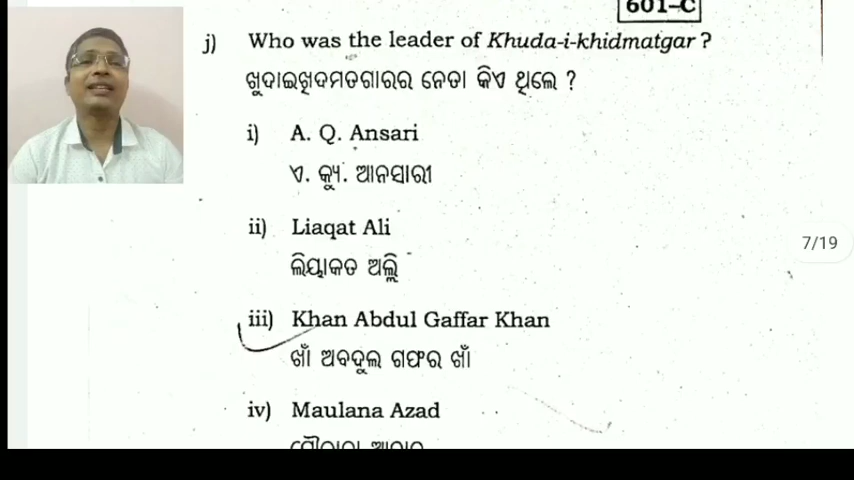 601-C
j) Who was the leader of Khuda-i-khidmatgar ?
ଖୁଦାଇଖିଦମତଗାରର ନେତା କିଏ ଥିଲେ ?
i) A. Q. Ansari
ଏ. କ୍ୟୁ. ଆନସାରୀ
ii) Liaqat Ali
ଲିୟାକତ ଅଲ୍ଲି
7/19
iii) Khan Abdul Gaffar Khan
ଖାଁ ଅବଦୁଲ ଗଫର ଖାଁ
iv) Maulana Azad